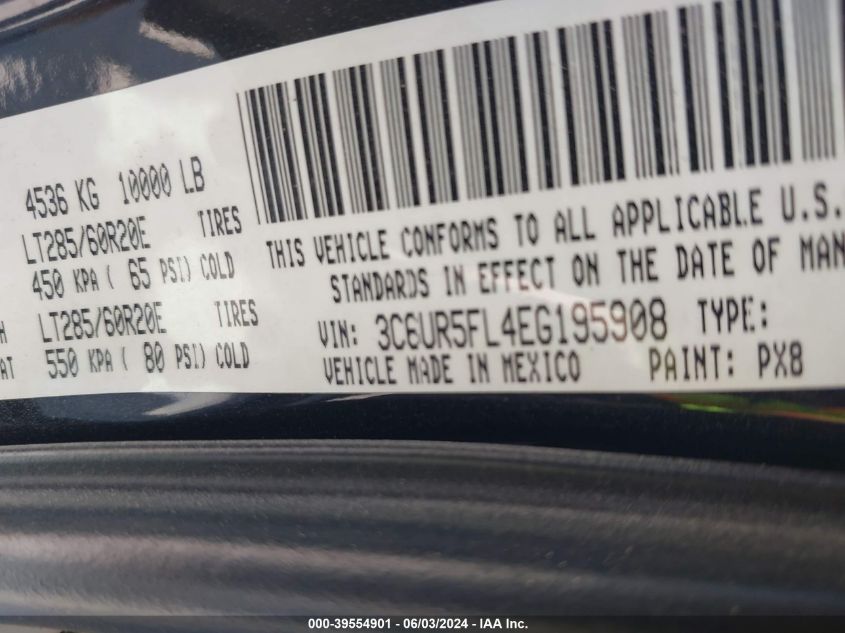 4536 KG 10000 LB
LT285/60R20E TIRES
450 KPA ( 65 PSI) COLD
LT285/60R20E TIRES
550 KPA ( 80 PSI) COLD
THIS VEHICLE CONFORMS TO ALL APPLICABLE U.S.
STANDARDS IN EFFECT ON THE DATE OF MAN
VIN: 3C6UR5FL4EG195908 TYPE:
VEHICLE MADE IN MEXICO PAINT: PX8
000-39554901 - 06/03/2024 - IAA Inc.